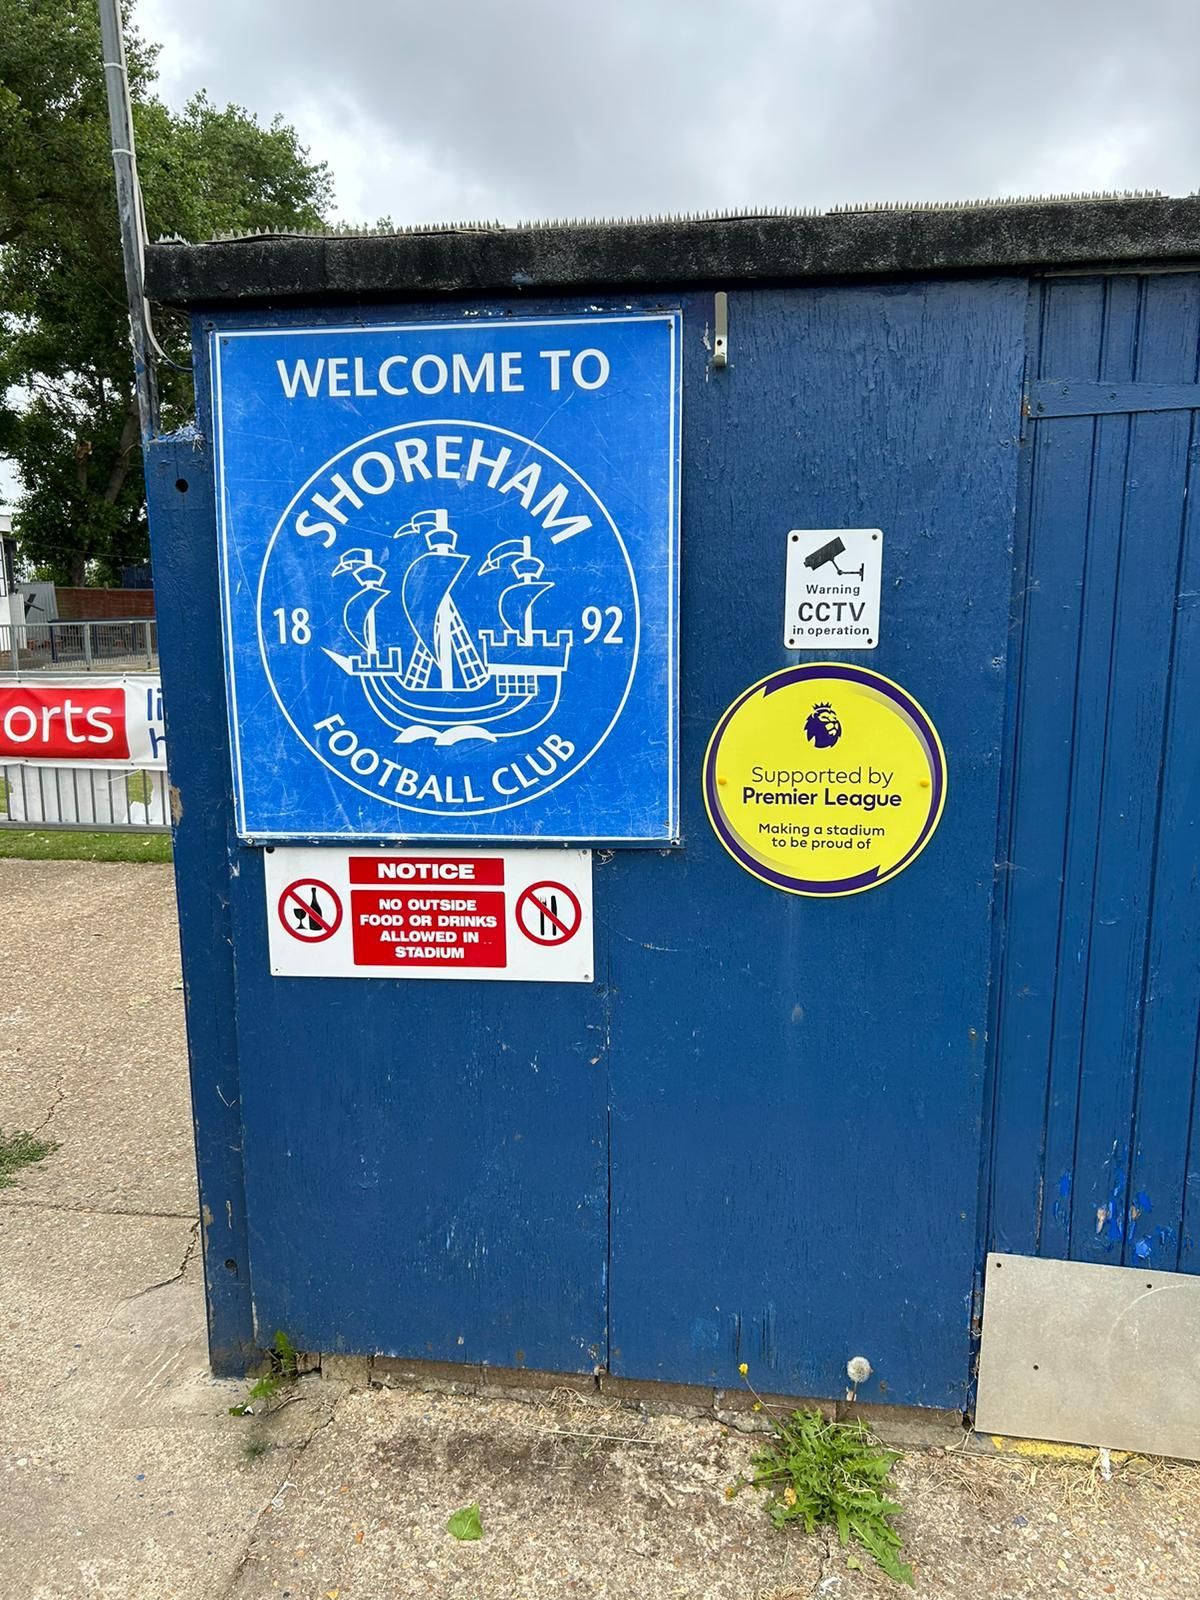 WELCOME TO
SHOREHAM
18 92
FOOTBALL CLUB
Warning
CCTV
in operation
Supported by
Premier League
Making a stadium
to be proud of
NOTICE
NO OUTSIDE
FOOD OR DRINKS
ALLOWED IN
STADIUM
orts